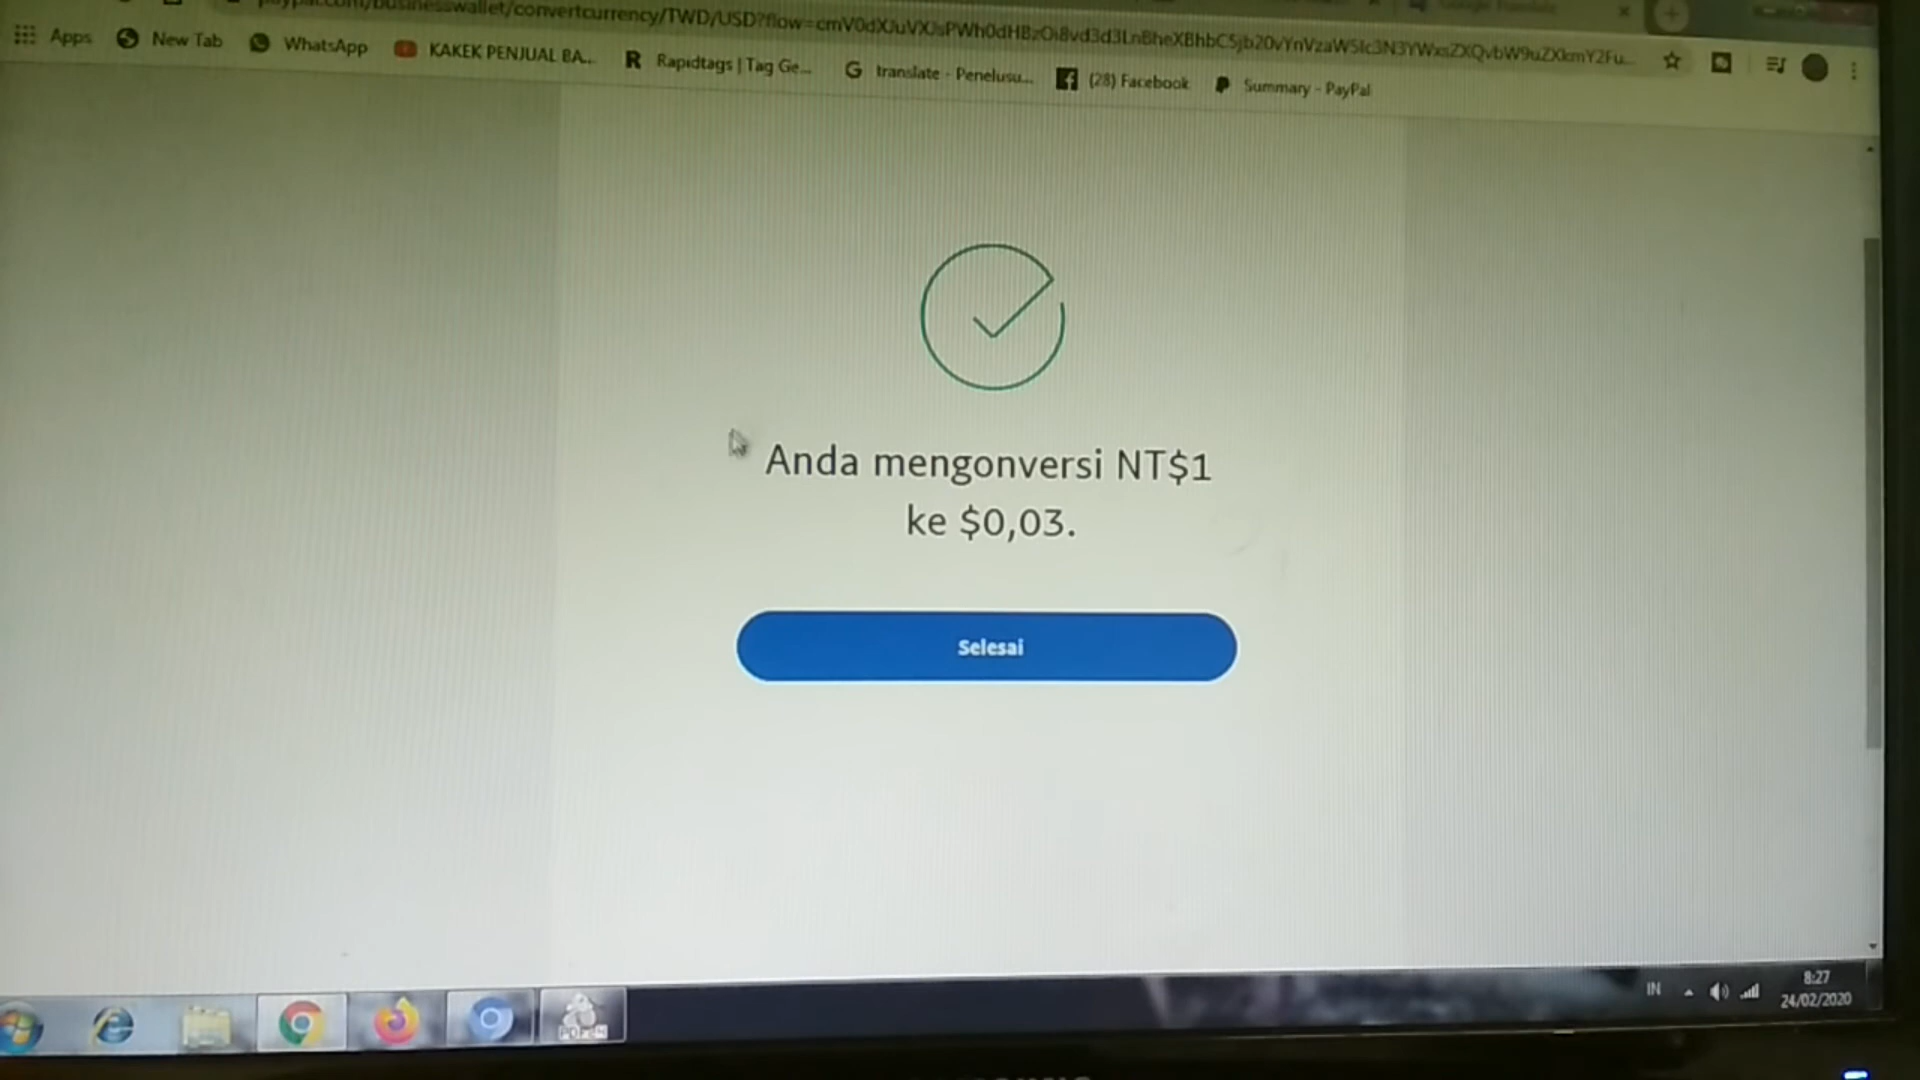 Apps
New Tab
WhatsApp
KAKEK PENJUAL BA...
Rapidtags | Tag Ge...
translate - Penelusu...
(28) Facebook
Summary - PayPal
Anda mengonversi NT$1
ke $0,03.
Selesai
IN
8:27
24/02/2020